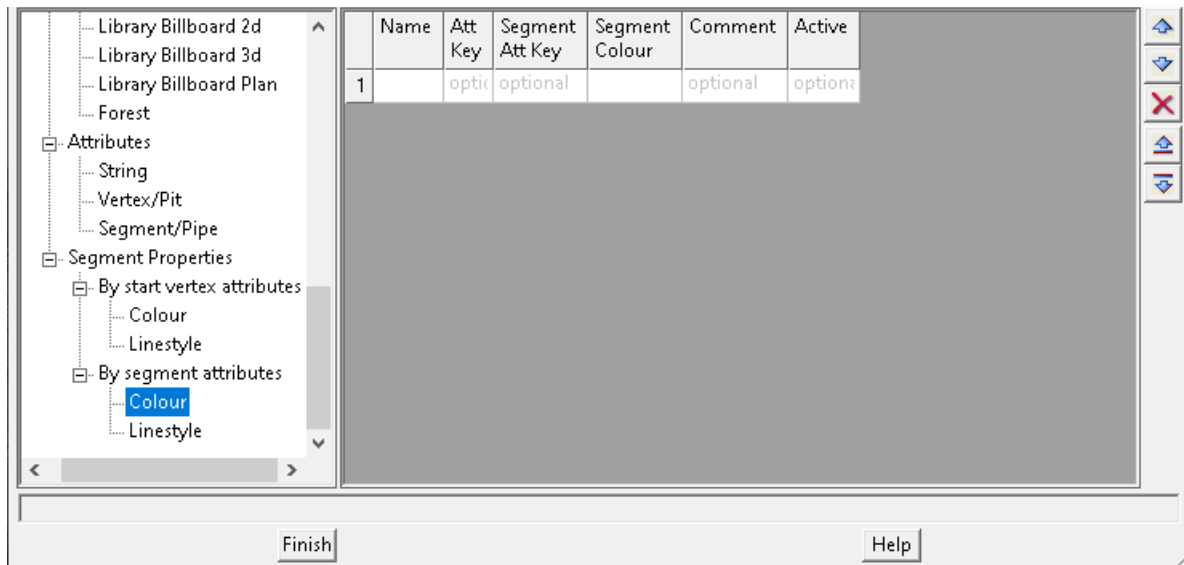 Library Billboard 2d
Library Billboard 3d
Library Billboard Plan
Forest
Attributes
String
Vertex/Pit
Segment/Pipe
Segment Properties
By start vertex attributes
Colour
Linestyle
By segment attributes
Colour
Linestyle
Name Att Key Segment Att Key Segment Colour Comment Active
1 optic optional optional optiona
Finish Help